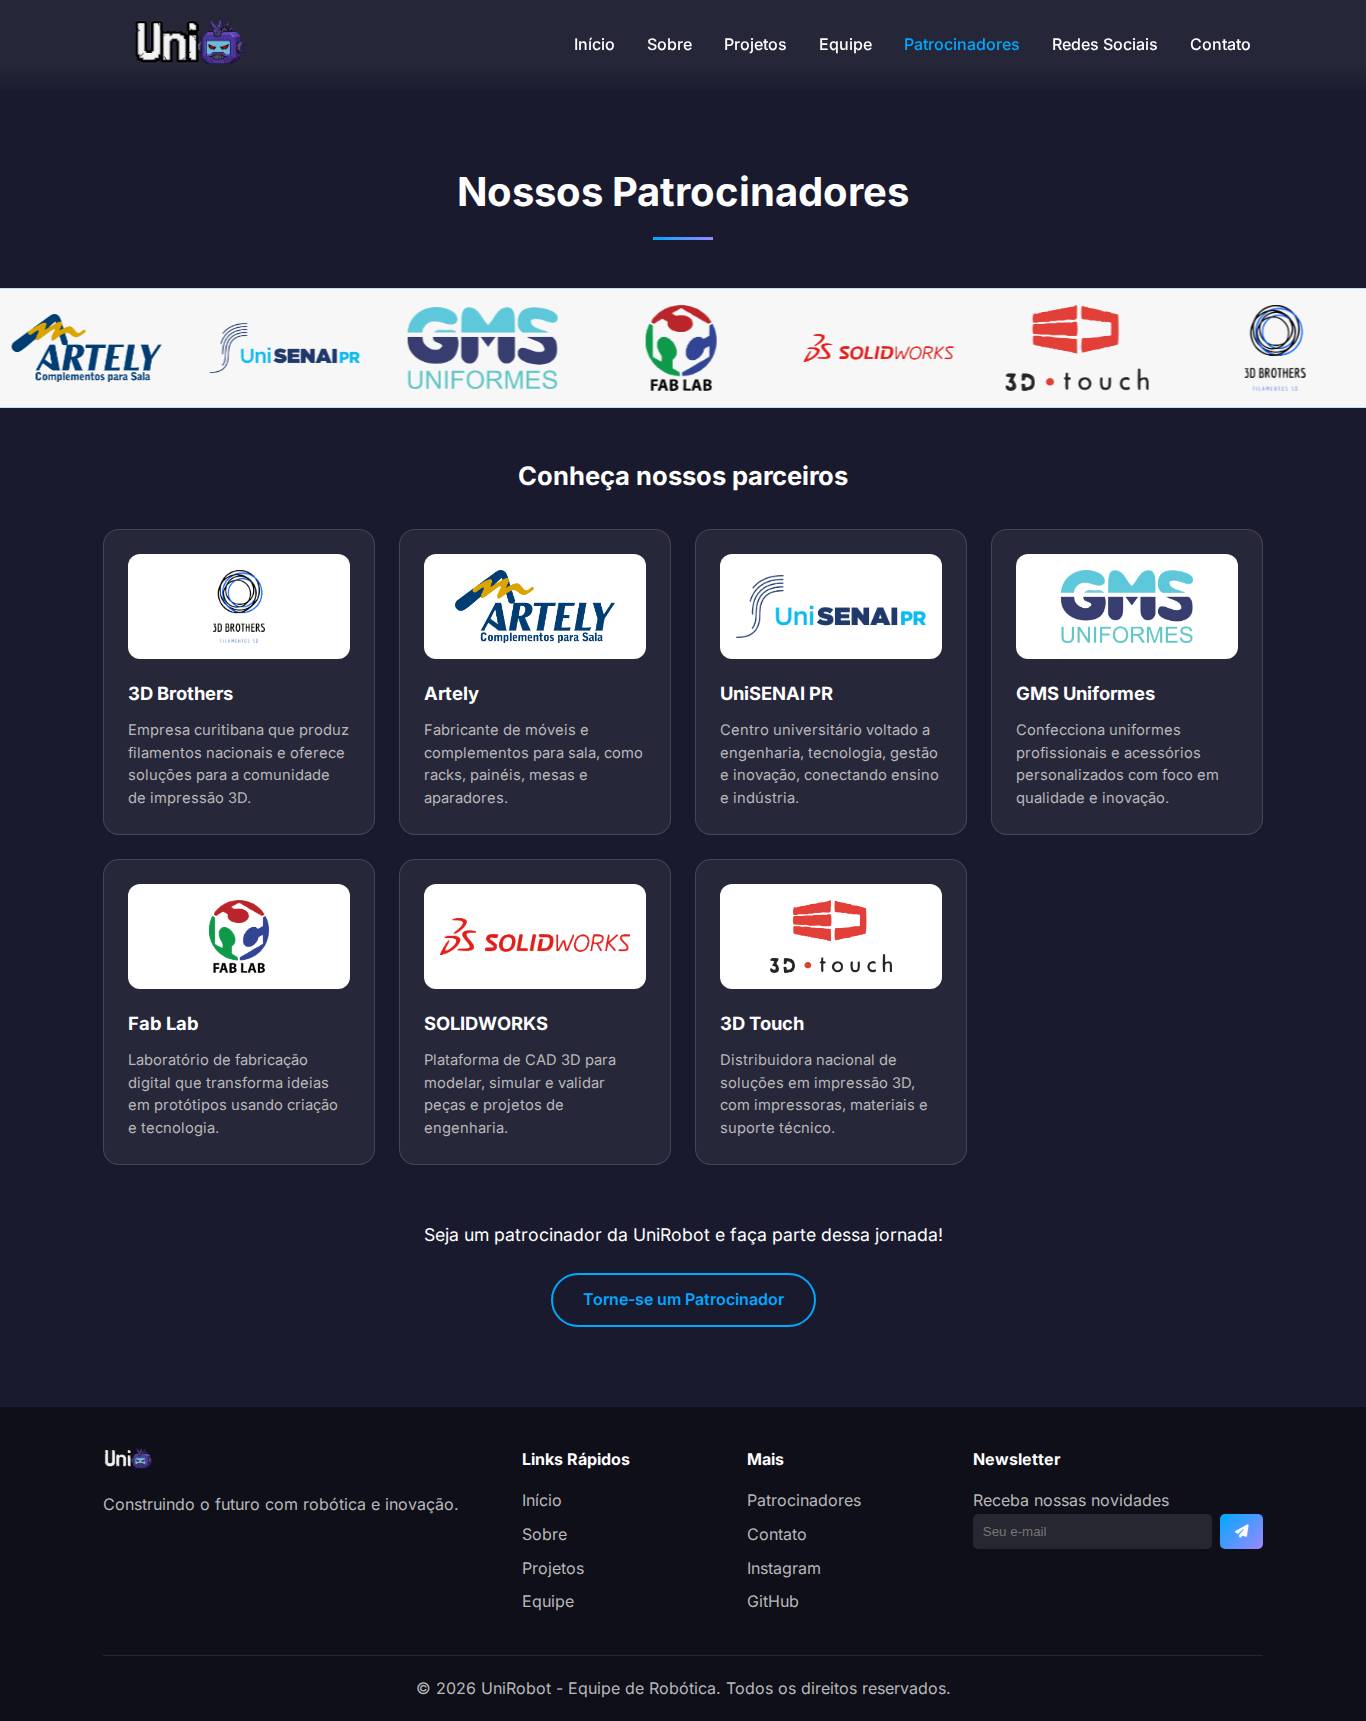 Uni
Início Sobre Projetos Equipe Patrocinadores Redes Sociais Contato
Nossos Patrocinadores
ARTELY
Complementos para Sala
UniSENAIPR
GMS
UNIFORMES
FAB LAB
SOLIDWORKS
3D • touch
3D BROTHERS
FILAMENTOS 3D
Conheça nossos parceiros
3D BROTHERS
FILAMENTOS 3D
3D Brothers
Empresa curitibana que produz
filamentos nacionais e oferece
soluções para a comunidade
de impressão 3D.
ARTELY
Complementos para Sala
Artely
Fabricante de móveis e
complementos para sala, como
racks, painéis, mesas e
aparadores.
UniSENAIPR
UniSENAI PR
Centro universitário voltado a
engenharia, tecnologia, gestão
e inovação, conectando ensino
e indústria.
GMS
UNIFORMES
GMS Uniformes
Confecciona uniformes
profissionais e acessórios
personalizados com foco em
qualidade e inovação.
FAB LAB
Fab Lab
Laboratório de fabricação
digital que transforma ideias
em protótipos usando criação
e tecnologia.
SOLIDWORKS
SOLIDWORKS
Plataforma de CAD 3D para
modelar, simular e validar
peças e projetos de
engenharia.
3D • touch
3D Touch
Distribuidora nacional de
soluções em impressão 3D,
com impressoras, materiais e
suporte técnico.
Seja um patrocinador da UniRobot e faça parte dessa jornada!
Torne-se um Patrocinador
Uni
Construindo o futuro com robótica e inovação.
Links Rápidos
Início
Sobre
Projetos
Equipe
Mais
Patrocinadores
Contato
Instagram
GitHub
Newsletter
Receba nossas novidades
Seu e-mail
© 2026 UniRobot - Equipe de Robótica. Todos os direitos reservados.